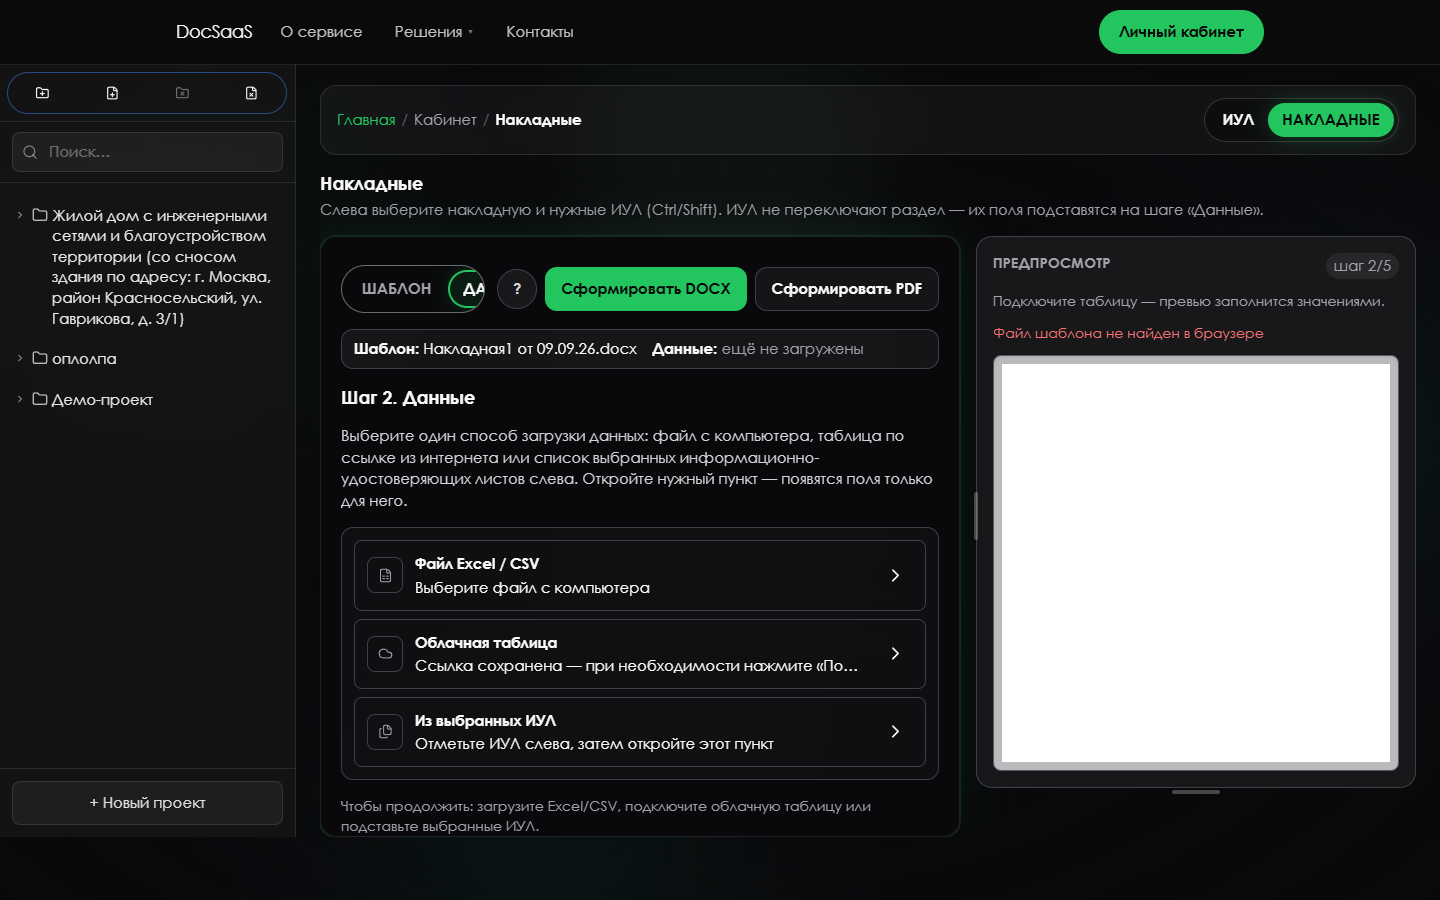 DocSaaS
О сервисе
Решения
Контакты
Личный кабинет
Поиск...
Жилой дом с инженерными
сетями и благоустройством
территории (со сносом
здания по адресу: г. Москва,
район Красносельский, ул.
Гаврикова, д. 3/1)
оплолпа
Демо-проект
+ Новый проект
Главная / Кабинет / Накладные
ИУЛ
НАКЛАДНЫЕ
Накладные
Слева выберите накладную и нужные ИУЛ (Ctrl/Shift). ИУЛ не переключают раздел — их поля подставятся на шаге «Данные».
ШАБЛОН
ДА
?
Сформировать DOCX
Сформировать PDF
Шаблон: Накладная1 от 09.09.26.docx Данные: ещё не загружены
Шаг 2. Данные
Выберите один способ загрузки данных: файл с компьютера, таблица по
ссылке из интернета или список выбранных информационно-
удостоверяющих листов слева. Откройте нужный пункт — появятся поля только
для него.
Файл Excel / CSV
Выберите файл с компьютера
Облачная таблица
Ссылка сохранена — при необходимости нажмите «По...
Из выбранных ИУЛ
Отметьте ИУЛ слева, затем откройте этот пункт
Чтобы продолжить: загрузите Excel/CSV, подключите облачную таблицу или
подставьте выбранные ИУЛ.
ПРЕДПРОСМОТР
шаг 2/5
Подключите таблицу — превью заполнится значениями.
Файл шаблона не найден в браузере